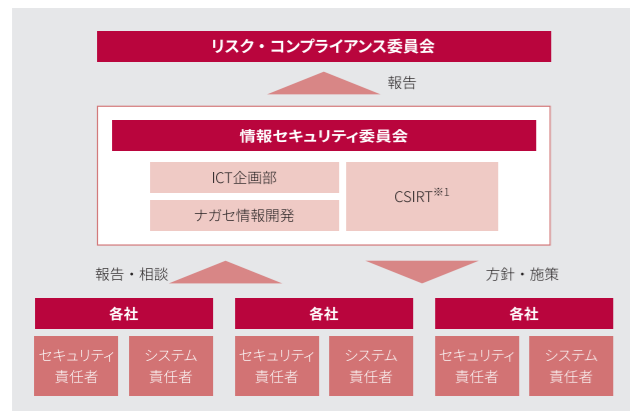 リスク・コンプライアンス委員会
報告
情報セキュリティ委員会
ICT企画部
ナガセ情報開発
CSIRT※1
報告・相談
方針・施策
各社
セキュリティ
責任者
システム
責任者
各社
セキュリティ
責任者
システム
責任者
各社
セキュリティ
責任者
システム
責任者